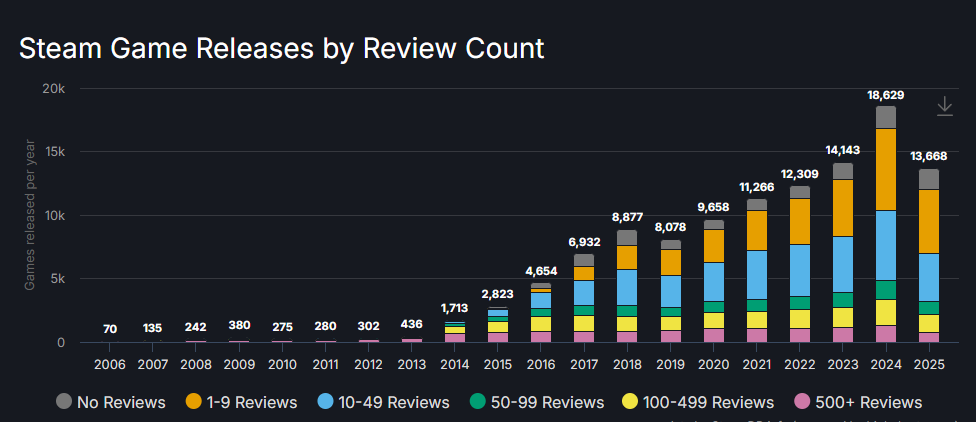 Steam Game Releases by Review Count
Games released per year
20k
15k
10k
5k
0
70
135
242
380
275
280
302
436
1,713
2,823
4,654
6,932
8,877
8,078
9,658
11,266
12,309
14,143
18,629
13,668
2006 2007 2008 2009 2010 2011 2012 2013 2014 2015 2016 2017 2018 2019 2020 2021 2022 2023 2024 2025
No Reviews 1-9 Reviews 10-49 Reviews 50-99 Reviews 100-499 Reviews 500+ Reviews